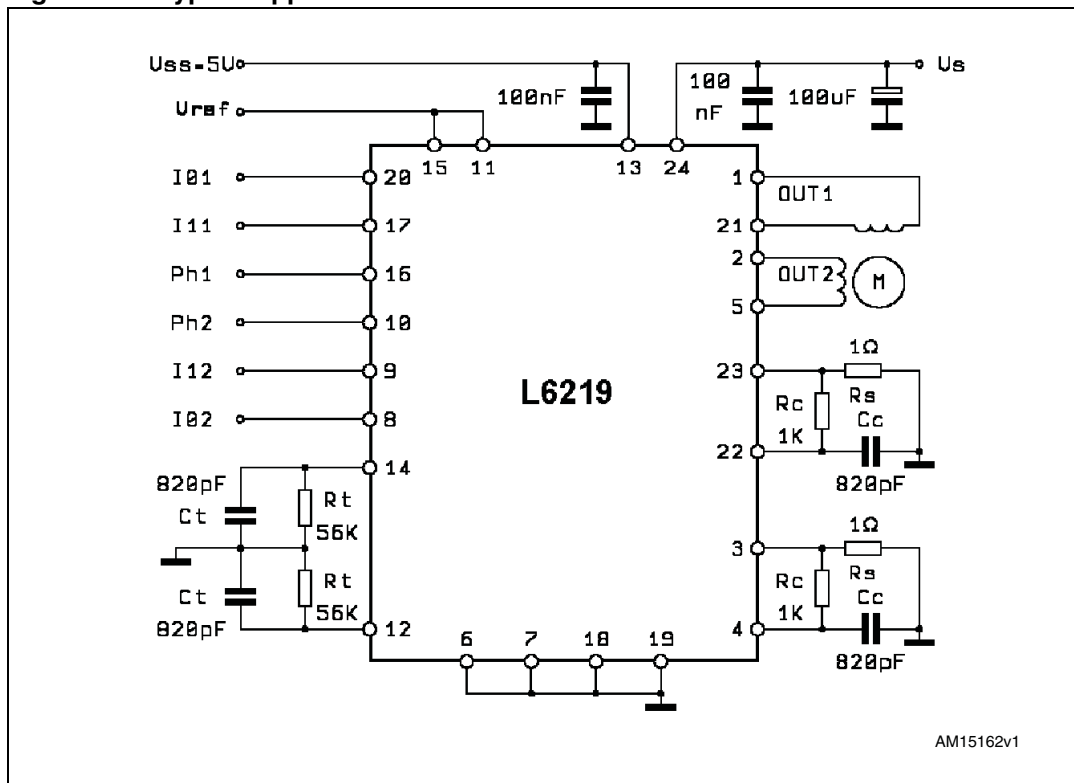 Vss=5V
Vref
100nF
100
nF
100uF
Vs
15
11
13
24
I01
20
1
OUT1
I11
17
21
Ph1
16
2
OUT2
M
5
Ph2
10
I12
9
23
1Ω
Rs
L6219
I02
8
Rc
1K
Cc
22
820pF
14
820pF
Ct
Rt
56K
3
1Ω
Rs
Ct
820pF
Rt
56K
Rc
1K
Cc
12
4
820pF
6
7
18
19
AM15162v1